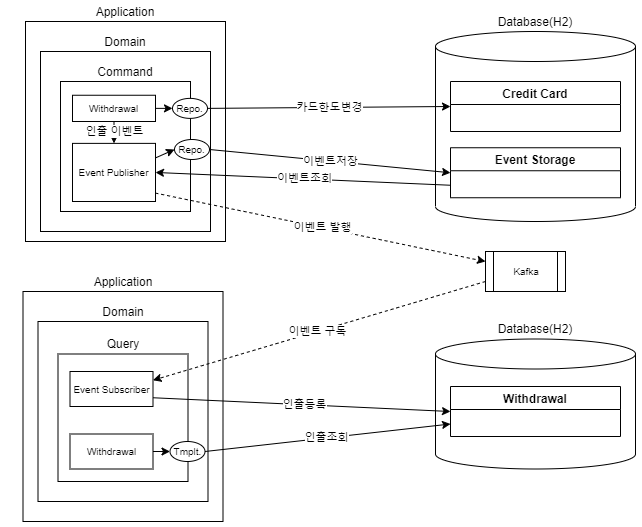 Application
Domain
Command
Withdrawal
Repo.
인출 이벤트
Event Publisher
Repo.
카드한도변경
이벤트저장
이벤트조회
Database(H2)
Credit Card
Event Storage
이벤트 발행
Kafka
이벤트 구독
Application
Domain
Query
Event Subscriber
Withdrawal
Tmplt.
인출등록
인출조회
Database(H2)
Withdrawal